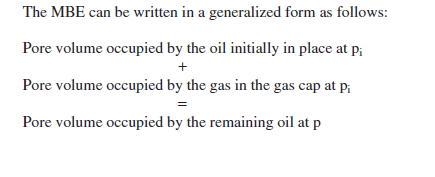 The MBE can be written in a generalized form as follows:
Pore volume occupied by the oil initially in place at pᵢ
+
Pore volume occupied by the gas in the gas cap at pᵢ
=
Pore volume occupied by the remaining oil at p